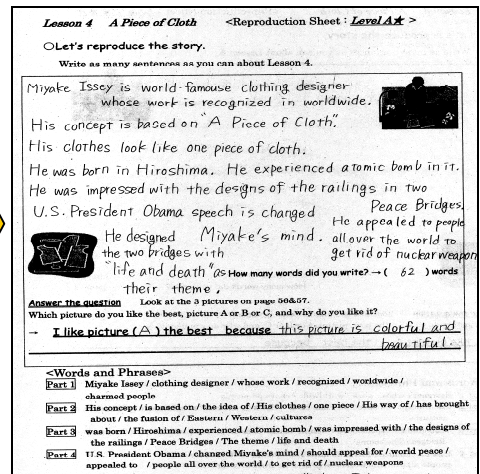 Lesson 4 A Piece of Cloth <Reproduction Sheet : Level A★ >
○Let's reproduce the story.
Write as many sentences as you can about Lesson 4.
Miyake Issey is world-famouse clothing designer
whose work is recognized in worldwide.
His concept is based on "A Piece of Cloth".
His clothes look like one piece of cloth.
He was born in Hiroshima. He experienced atomic bomb in it.
He was impressed with the designs of the railings in two
Peace Bridges.
U.S. President Obama speech is changed
Miyake's mind.
He appealed to people
all over the world to
get rid of nuclear weapon
He designed
the two bridges with
"life and death" as
their theme.
How many words did you write?→( 62 ) words
Answer the question Look at the 3 pictures on page 56&57.
Which picture do you like the best, picture A or B or C, and why do you like it?
→ I like picture ( A ) the best because this picture is colorful and
beautiful.
<Words and Phrases>
Part 1 Miyake Issey / clothing designer / whose work / recognized / worldwide /
charmed people
Part 2 His concept / is based on / the idea of / His clothes / one piece / His way of / has brought
about / the fusion of / Eastern / Western / cultures
Part 3 was born / Hiroshima / experienced / atomic bomb / was impressed with / the designs of
the railings / Peace Bridges / The theme / life and death
Part 4 U.S. President Obama / changed Miyake's mind / should appeal for / world peace /
appealed to / people all over the world / to get rid of / nuclear weapons